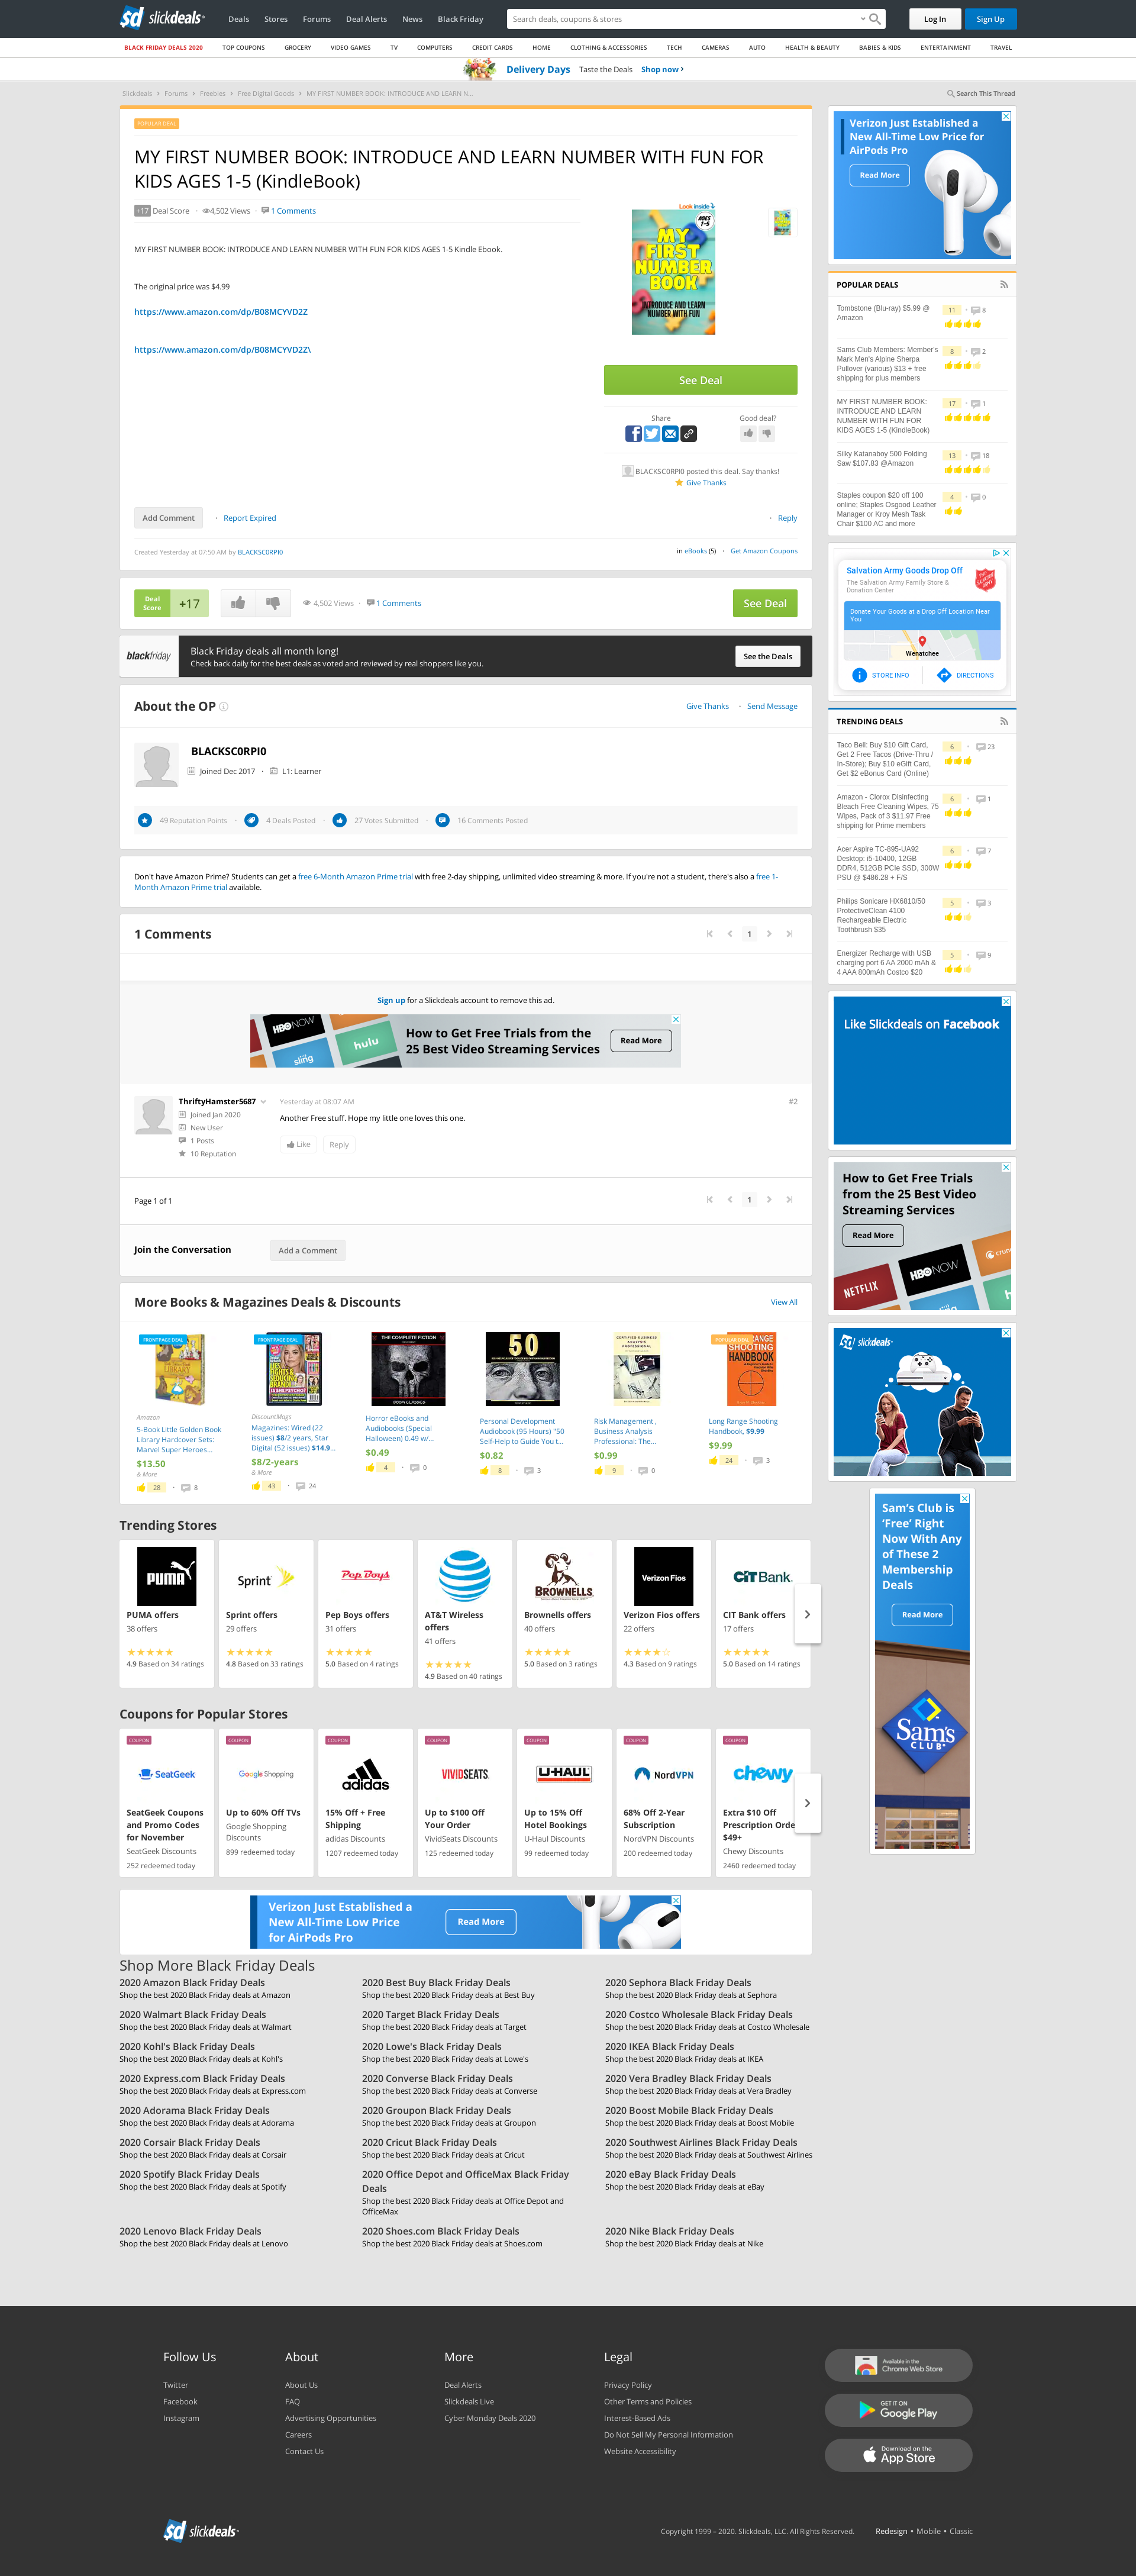 sd slickdeals
Deals Stores Forums Deal Alerts News Black Friday
Search deals, coupons & stores
Log In
Sign Up
BLACK FRIDAY DEALS 2020 TOP COUPONS GROCERY VIDEO GAMES TV COMPUTERS CREDIT CARDS HOME CLOTHING & ACCESSORIES TECH CAMERAS AUTO HEALTH & BEAUTY BABIES & KIDS ENTERTAINMENT TRAVEL
Delivery Days Taste the Deals Shop now
Slickdeals Forums Freebies Free Digital Goods MY FIRST NUMBER BOOK: INTRODUCE AND LEARN N...
Search This Thread
POPULAR DEAL
MY FIRST NUMBER BOOK: INTRODUCE AND LEARN NUMBER WITH FUN FOR
KIDS AGES 1-5 (KindleBook)
+17 Deal Score · 4,502 Views · 1 Comments
MY FIRST NUMBER BOOK: INTRODUCE AND LEARN NUMBER WITH FUN FOR KIDS AGES 1-5 Kindle Ebook.
The original price was $4.99
https://www.amazon.com/dp/B08MCYVD2Z
https://www.amazon.com/dp/B08MCYVD2Z\
Look inside
AGES
1-5
MY
FIRST
NUMBER
BOOK
INTRODUCE AND LEARN
NUMBER WITH FUN
See Deal
Share
Good deal?
BLACKSC0RPI0 posted this deal. Say thanks!
Give Thanks
Add Comment · Report Expired
· Reply
Created Yesterday at 07:50 AM by BLACKSC0RPI0
in eBooks (5) · Get Amazon Coupons
Deal
Score
+17
4,502 Views · 1 Comments
See Deal
blackfriday
Black Friday deals all month long!
Check back daily for the best deals as voted and reviewed by real shoppers like you.
See the Deals
About the OP
Give Thanks · Send Message
BLACKSC0RPI0
Joined Dec 2017 · L1: Learner
49 Reputation Points · 4 Deals Posted · 27 Votes Submitted · 16 Comments Posted
Don't have Amazon Prime? Students can get a free 6-Month Amazon Prime trial with free 2-day shipping, unlimited video streaming & more. If you're not a student, there's also a free 1-
Month Amazon Prime trial available.
1 Comments
1
Sign up for a Slickdeals account to remove this ad.
HBO NOW
sling
hulu
How to Get Free Trials from the
25 Best Video Streaming Services
Read More
ThriftyHamster5687
Joined Jan 2020
New User
1 Posts
10 Reputation
Yesterday at 08:07 AM
#2
Another Free stuff. Hope my little one loves this one.
Like
Reply
Page 1 of 1
1
Join the Conversation
Add a Comment
More Books & Magazines Deals & Discounts
View All
FRONTPAGE DEAL
Amazon
5-Book Little Golden Book
Library Hardcover Sets:
Marvel Super Heroes...
$13.50
& More
28 · 8
FRONTPAGE DEAL
DiscountMags
Magazines: Wired (22
issues) $8/2 years, Star
Digital (52 issues) $14.9...
$8/2-years
& More
43 · 24
THE COMPLETE FICTION
Horror eBooks and
Audiobooks (Special
Halloween) 0.49 w/...
$0.49
4 · 0
50
Personal Development
Audiobook (95 Hours) "50
Self-Help to Guide You t...
$0.82
8 · 3
CERTIFIED BUSINESS
ANALYSIS
PROFESSIONAL
Risk Management ,
Business Analysis
Professional: The...
$0.99
9 · 0
POPULAR DEAL
RANGE
SHOOTING
HANDBOOK
Long Range Shooting
Handbook, $9.99
$9.99
24 · 3
Trending Stores
PUMA
PUMA offers
38 offers
4.9 Based on 34 ratings
Sprint
Sprint offers
29 offers
4.8 Based on 33 ratings
Pep Boys
Pep Boys offers
31 offers
5.0 Based on 4 ratings
AT&T Wireless
offers
41 offers
4.9 Based on 40 ratings
BROWNELLS
Brownells offers
40 offers
5.0 Based on 3 ratings
Verizon Fios
Verizon Fios offers
22 offers
4.3 Based on 9 ratings
CIT Bank
CIT Bank offers
17 offers
5.0 Based on 14 ratings
Coupons for Popular Stores
COUPON
SeatGeek
SeatGeek Coupons
and Promo Codes
for November
SeatGeek Discounts
252 redeemed today
COUPON
Google Shopping
Up to 60% Off TVs
Google Shopping
Discounts
899 redeemed today
COUPON
adidas
15% Off + Free
Shipping
adidas Discounts
1207 redeemed today
COUPON
VIVIDSEATS
Up to $100 Off
Your Order
VividSeats Discounts
125 redeemed today
COUPON
U-HAUL
Up to 15% Off
Hotel Bookings
U-Haul Discounts
99 redeemed today
COUPON
NordVPN
68% Off 2-Year
Subscription
NordVPN Discounts
200 redeemed today
COUPON
chewy
Extra $10 Off
Prescription Orde
$49+
Chewy Discounts
2460 redeemed today
Verizon Just Established a
New All-Time Low Price
for AirPods Pro
Read More
Shop More Black Friday Deals
2020 Amazon Black Friday Deals
Shop the best 2020 Black Friday deals at Amazon
2020 Best Buy Black Friday Deals
Shop the best 2020 Black Friday deals at Best Buy
2020 Sephora Black Friday Deals
Shop the best 2020 Black Friday deals at Sephora
2020 Walmart Black Friday Deals
Shop the best 2020 Black Friday deals at Walmart
2020 Target Black Friday Deals
Shop the best 2020 Black Friday deals at Target
2020 Costco Wholesale Black Friday Deals
Shop the best 2020 Black Friday deals at Costco Wholesale
2020 Kohl's Black Friday Deals
Shop the best 2020 Black Friday deals at Kohl's
2020 Lowe's Black Friday Deals
Shop the best 2020 Black Friday deals at Lowe's
2020 IKEA Black Friday Deals
Shop the best 2020 Black Friday deals at IKEA
2020 Express.com Black Friday Deals
Shop the best 2020 Black Friday deals at Express.com
2020 Converse Black Friday Deals
Shop the best 2020 Black Friday deals at Converse
2020 Vera Bradley Black Friday Deals
Shop the best 2020 Black Friday deals at Vera Bradley
2020 Adorama Black Friday Deals
Shop the best 2020 Black Friday deals at Adorama
2020 Groupon Black Friday Deals
Shop the best 2020 Black Friday deals at Groupon
2020 Boost Mobile Black Friday Deals
Shop the best 2020 Black Friday deals at Boost Mobile
2020 Corsair Black Friday Deals
Shop the best 2020 Black Friday deals at Corsair
2020 Cricut Black Friday Deals
Shop the best 2020 Black Friday deals at Cricut
2020 Southwest Airlines Black Friday Deals
Shop the best 2020 Black Friday deals at Southwest Airlines
2020 Spotify Black Friday Deals
Shop the best 2020 Black Friday deals at Spotify
2020 Office Depot and OfficeMax Black Friday
Deals
Shop the best 2020 Black Friday deals at Office Depot and
OfficeMax
2020 eBay Black Friday Deals
Shop the best 2020 Black Friday deals at eBay
2020 Lenovo Black Friday Deals
Shop the best 2020 Black Friday deals at Lenovo
2020 Shoes.com Black Friday Deals
Shop the best 2020 Black Friday deals at Shoes.com
2020 Nike Black Friday Deals
Shop the best 2020 Black Friday deals at Nike
Verizon Just Established a
New All-Time Low Price for
AirPods Pro
Read More
POPULAR DEALS
Tombstone (Blu-ray) $5.99 @
Amazon
11 · 8
Sams Club Members: Member's
Mark Men's Alpine Sherpa
Pullover (various) $13 + free
shipping for plus members
8 · 2
MY FIRST NUMBER BOOK:
INTRODUCE AND LEARN
NUMBER WITH FUN FOR
KIDS AGES 1-5 (KindleBook)
17 · 1
Silky Katanaboy 500 Folding
Saw $107.83 @Amazon
13 · 18
Staples coupon $20 off 100
online; Staples Osgood Leather
Manager or Kroy Mesh Task
Chair $100 AC and more
4 · 0
Salvation Army Goods Drop Off
The Salvation Army Family Store &
Donation Center
Donate Your Goods at a Drop Off Location Near
You
Wenatchee
STORE INFO
DIRECTIONS
TRENDING DEALS
Taco Bell: Buy $10 Gift Card,
Get 2 Free Tacos (Drive-Thru /
In-Store); Buy $10 eGift Card,
Get $2 eBonus Card (Online)
6 · 23
Amazon - Clorox Disinfecting
Bleach Free Cleaning Wipes, 75
Wipes, Pack of 3 $11.97 Free
shipping for Prime members
6 · 1
Acer Aspire TC-895-UA92
Desktop: i5-10400, 12GB
DDR4, 512GB PCIe SSD, 300W
PSU @ $486.28 + F/S
6 · 7
Philips Sonicare HX6810/50
ProtectiveClean 4100
Rechargeable Electric
Toothbrush $35
5 · 3
Energizer Recharge with USB
charging port 6 AA 2000 mAh &
4 AAA 800mAh Costco $20
5 · 9
Like Slickdeals on Facebook
How to Get Free Trials
from the 25 Best Video
Streaming Services
Read More
NETFLIX
HBO NOW
crunc
hulu
sd slickdeals
Sam's Club is
'Free' Right
Now With Any
of These 2
Membership
Deals
Read More
Sam's
CLUB
Follow Us
Twitter
Facebook
Instagram
About
About Us
FAQ
Advertising Opportunities
Careers
Contact Us
More
Deal Alerts
Slickdeals Live
Cyber Monday Deals 2020
Legal
Privacy Policy
Other Terms and Policies
Interest-Based Ads
Do Not Sell My Personal Information
Website Accessibility
Available in the
Chrome Web Store
GET IT ON
Google Play
Download on the
App Store
sd slickdeals
Copyright 1999 – 2020. Slickdeals, LLC. All Rights Reserved.
Redesign • Mobile • Classic